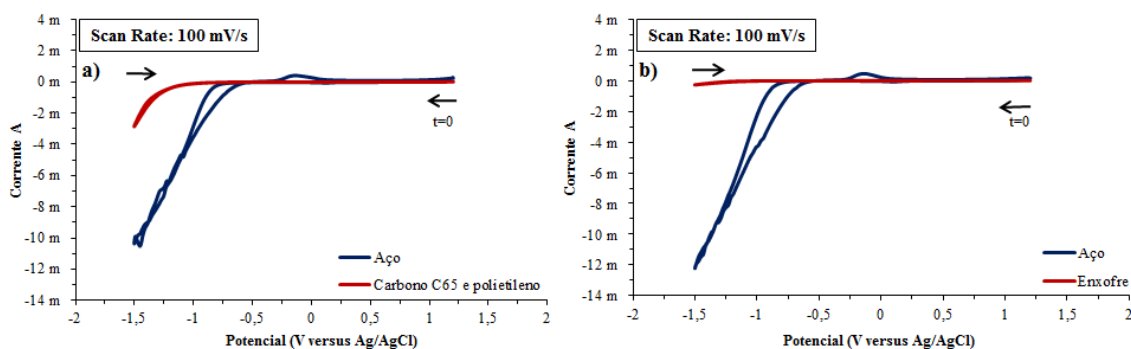 Scan Rate: 100 mV/s
a)
4 m
2 m
0 m
-2 m
-4 m
-6 m
-8 m
-10 m
-12 m
-14 m
Corrente A
t=0
Aço
Carbono C65 e polietileno
-2
-1,5
-1
-0,5
0
0,5
1
1,5
2
Potencial (V versus Ag/AgCl)
Scan Rate: 100 mV/s
b)
4 m
2 m
0 m
-2 m
-4 m
-6 m
-8 m
-10 m
-12 m
-14 m
Corrente A
t=0
Aço
Enxofre
-2
-1,5
-1
-0,5
0
0,5
1
1,5
2
Potencial (V versus Ag/AgCl)